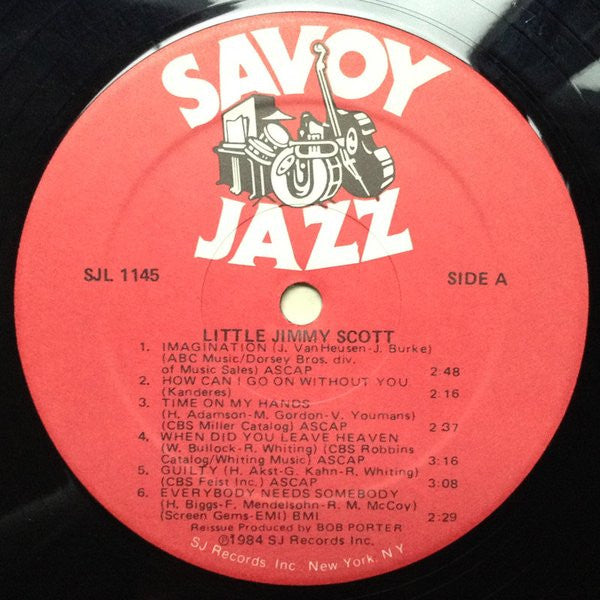 SAVOY
JAZZ
SJL 1145
SIDE A
LITTLE JIMMY SCOTT
1. IMAGINATION (J. VanHeusen-J. Burke)
(ABC Music/Dorsey Bros. div.
of Music Sales) ASCAP 2:48
2. HOW CAN I GO ON WITHOUT YOU
(Kanderes) 2:16
3. TIME ON MY HANDS
(H. Adamson-M. Gordon-V. Youmans)
(CBS Miller Catalog) ASCAP 2:37
4. WHEN DID YOU LEAVE HEAVEN
(W. Bullock-R. Whiting) (CBS Robbins
Catalog/Whiting Music) ASCAP 3:16
5. GUILTY (H. Akst-G. Kahn-R. Whiting)
(CBS Feist Inc.) ASCAP 3:08
6. EVERYBODY NEEDS SOMEBODY
(H. Biggs-F. Mendelsohn-R. M. McCoy)
(Screen Gems-EMI) BMI 2:29
Reissue Produced by BOB PORTER
℗1984 SJ Records Inc.
SJ Records, Inc., New York, N.Y.